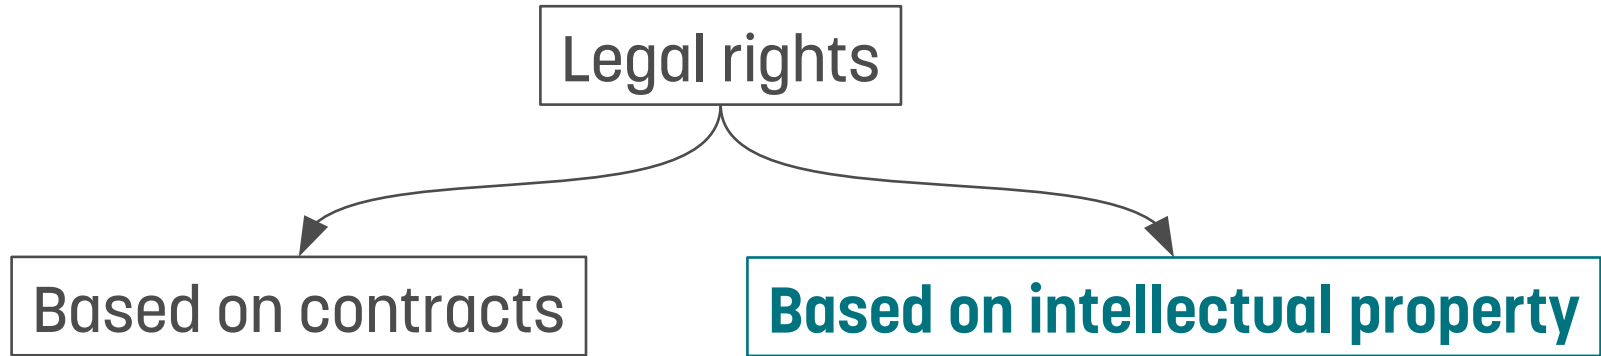 Legal rights
Based on contracts
Based on intellectual property